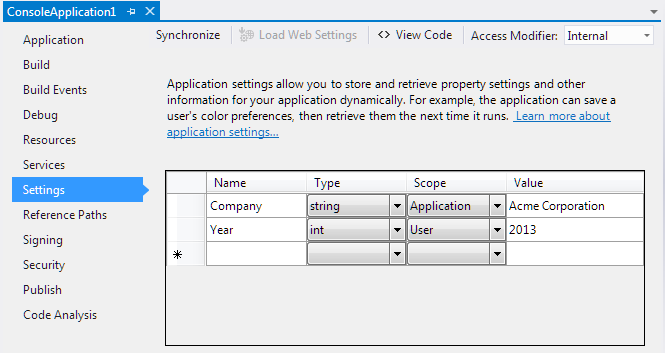 ConsoleApplication1
Application
Build
Build Events
Debug
Resources
Services
Settings
Reference Paths
Signing
Security
Publish
Code Analysis
Synchronize Load Web Settings <> View Code Access Modifier: Internal
Application settings allow you to store and retrieve property settings and other
information for your application dynamically. For example, the application can save a
user's color preferences, then retrieve them the next time it runs. Learn more about
application settings...
Name Type Scope Value
Company string Application Acme Corporation
Year int User 2013